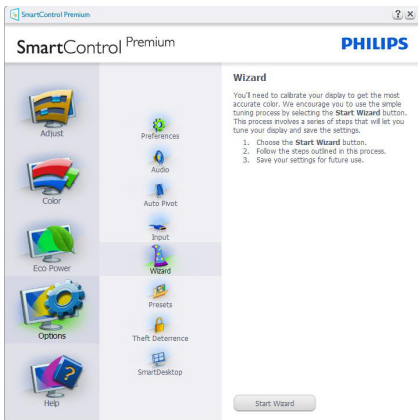 SmartControl Premium
? ×
SmartControl Premium
PHILIPS
Adjust
Color
Eco Power
Options
Help
Preferences
Audio
Auto Pivot
Input
Wizard
Presets
Theft Deterrence
SmartDesktop
Wizard
You'll need to calibrate your display to get the most
accurate color. We encourage you to use the simple
tuning process by selecting the Start Wizard button.
This process involves a series of steps that will let you
tune your display and save the settings.
1. Choose the Start Wizard button.
2. Follow the steps outlined in this process.
3. Save your settings for future use.
Start Wizard